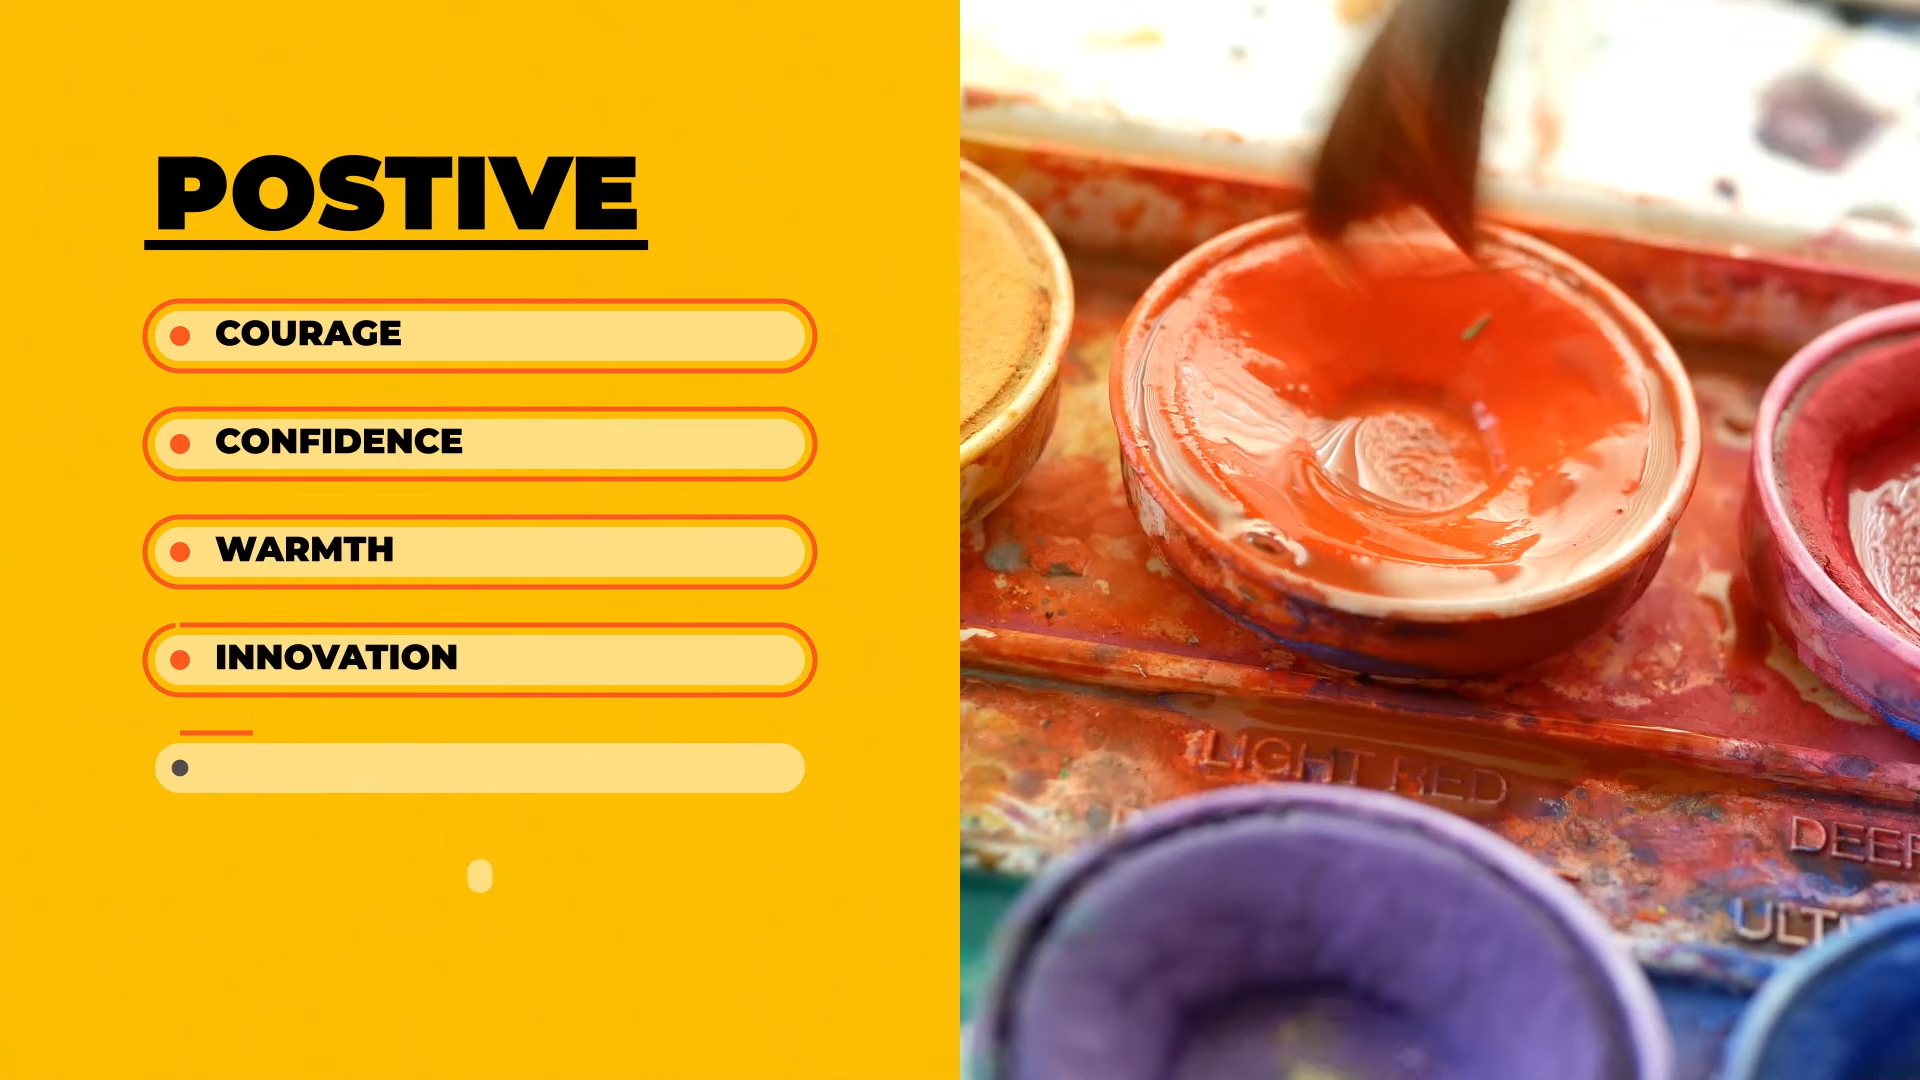 POSTIVE
COURAGE
CONFIDENCE
WARMTH
INNOVATION
LIGHT RED
DEEP
ULT